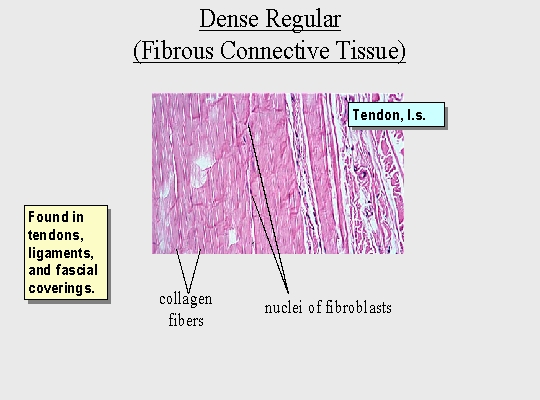 Dense Regular
(Fibrous Connective Tissue)
Tendon, l.s.
Found in
tendons,
ligaments,
and fascial
coverings.
collagen
fibers
nuclei of fibroblasts